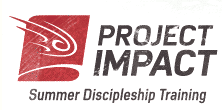 PROJECT
IMPACT
Summer Discipleship Training